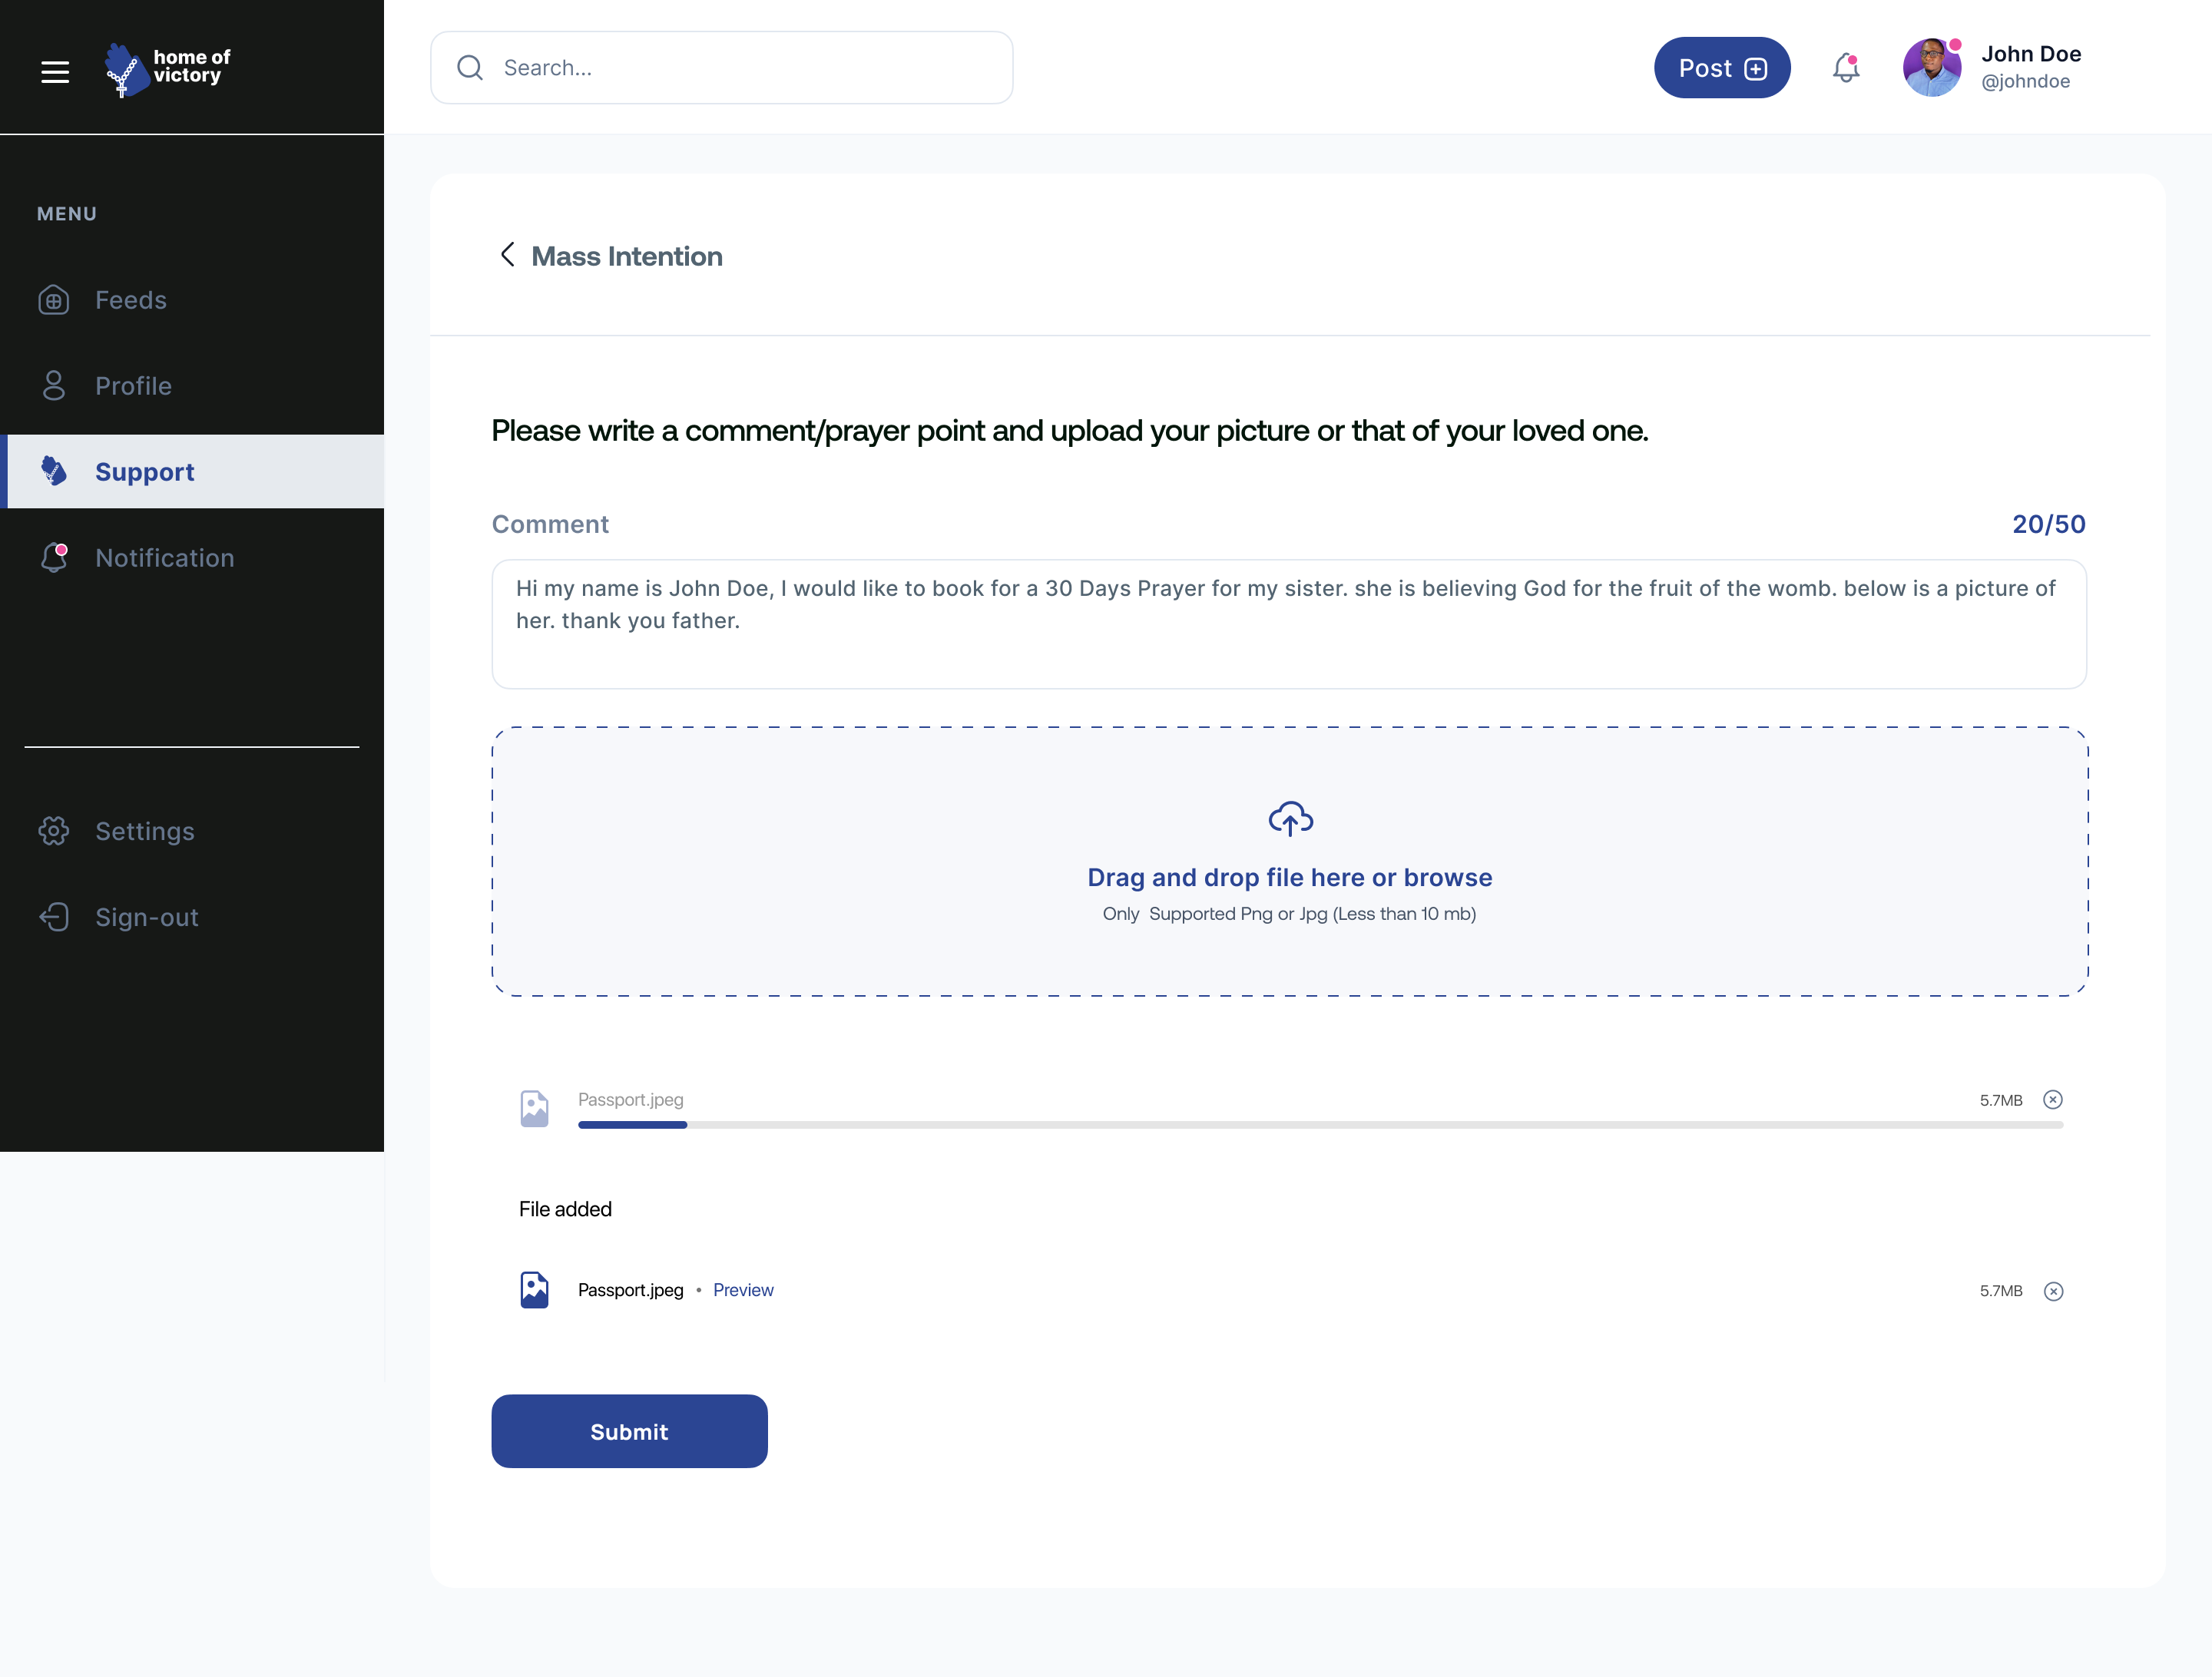 home of
victory
Search...
Post
John Doe
@johndoe
MENU
Feeds
Profile
Support
Notification
Settings
Sign-out
Mass Intention
Please write a comment/prayer point and upload your picture or that of your loved one.
Comment
20/50
Hi my name is John Doe, I would like to book for a 30 Days Prayer for my sister. she is believing God for the fruit of the womb. below is a picture of
her. thank you father.
Drag and drop file here or browse
Only  Supported Png or Jpg (Less than 10 mb)
Passport.jpeg
5.7MB
File added
Passport.jpeg • Preview
5.7MB
Submit